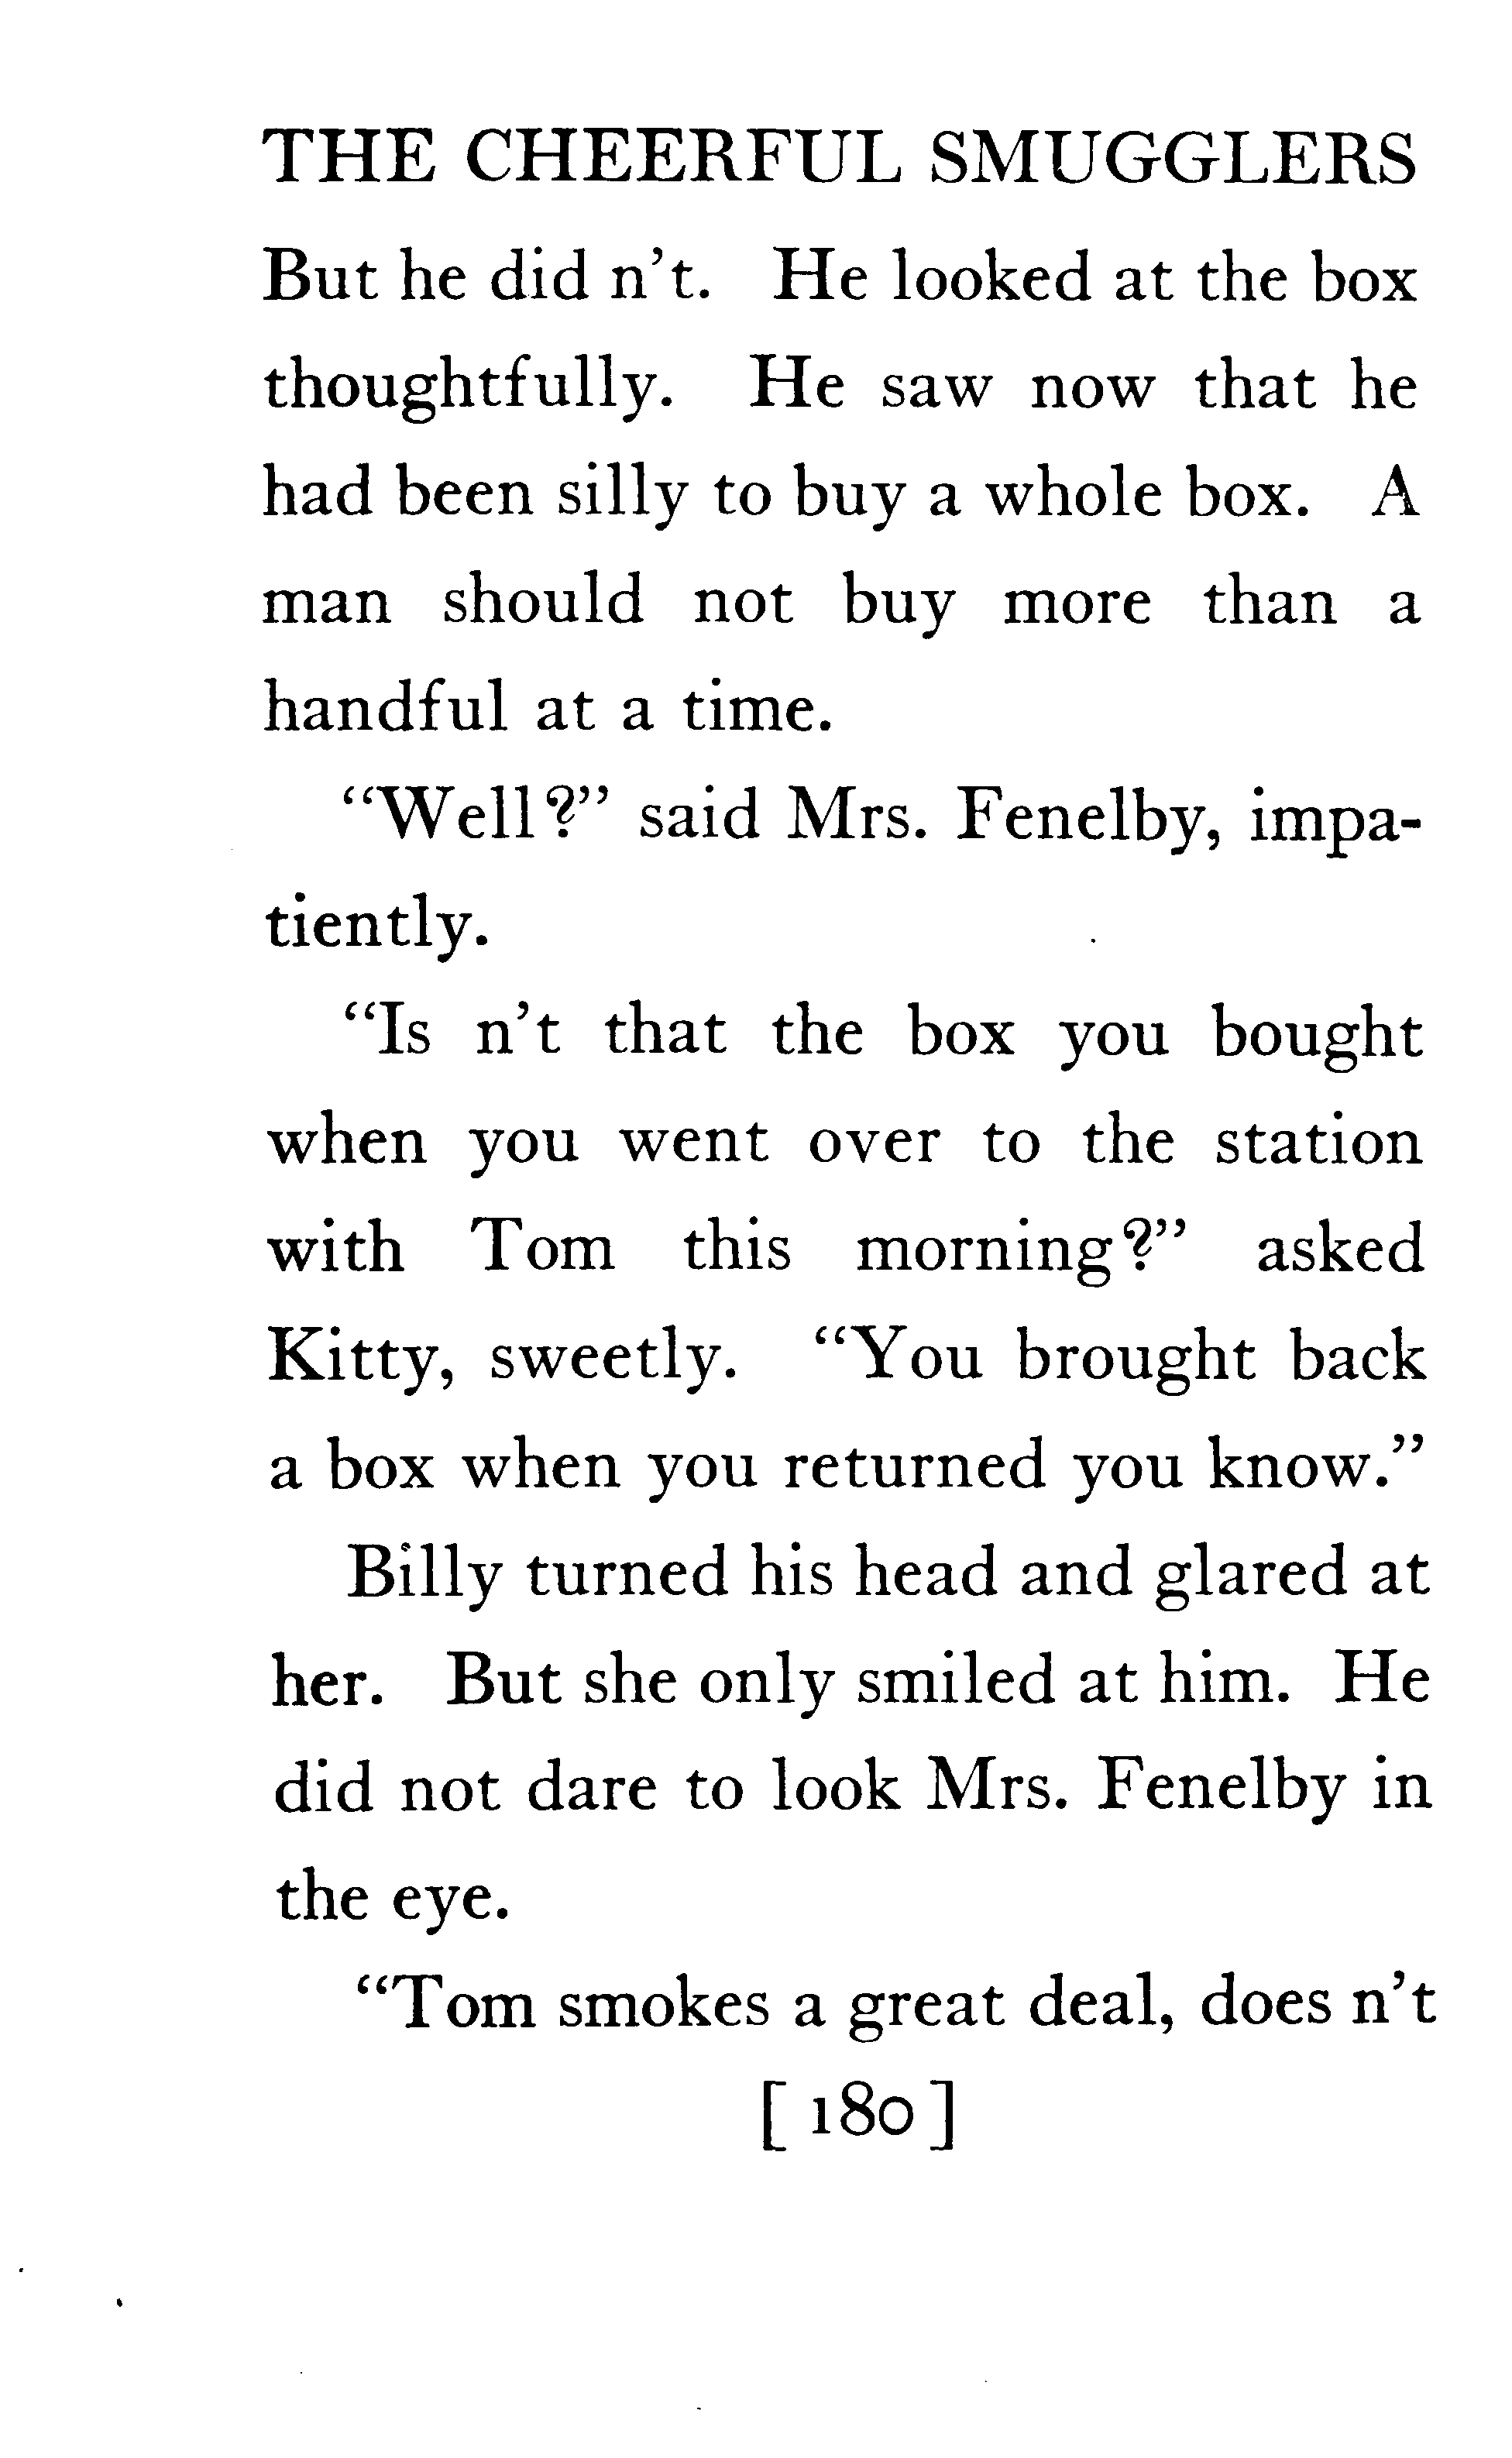 THE CHEERFUL SMUGGLERS
But he did n't. He looked at the box
thoughtfully. He saw now that he
had been silly to buy a whole box. A
man should not buy more than a
handful at a time.
“Well?” said Mrs. Fenelby, impa-
tiently.
“Is n't that the box you bought
when you went over to the station
with Tom this morning?” asked
Kitty, sweetly. “You brought back
a box when you returned you know.”
Billy turned his head and glared at
her. But she only smiled at him. He
did not dare to look Mrs. Fenelby in
the eye.
“Tom smokes a great deal, does n't
[ 180 ]